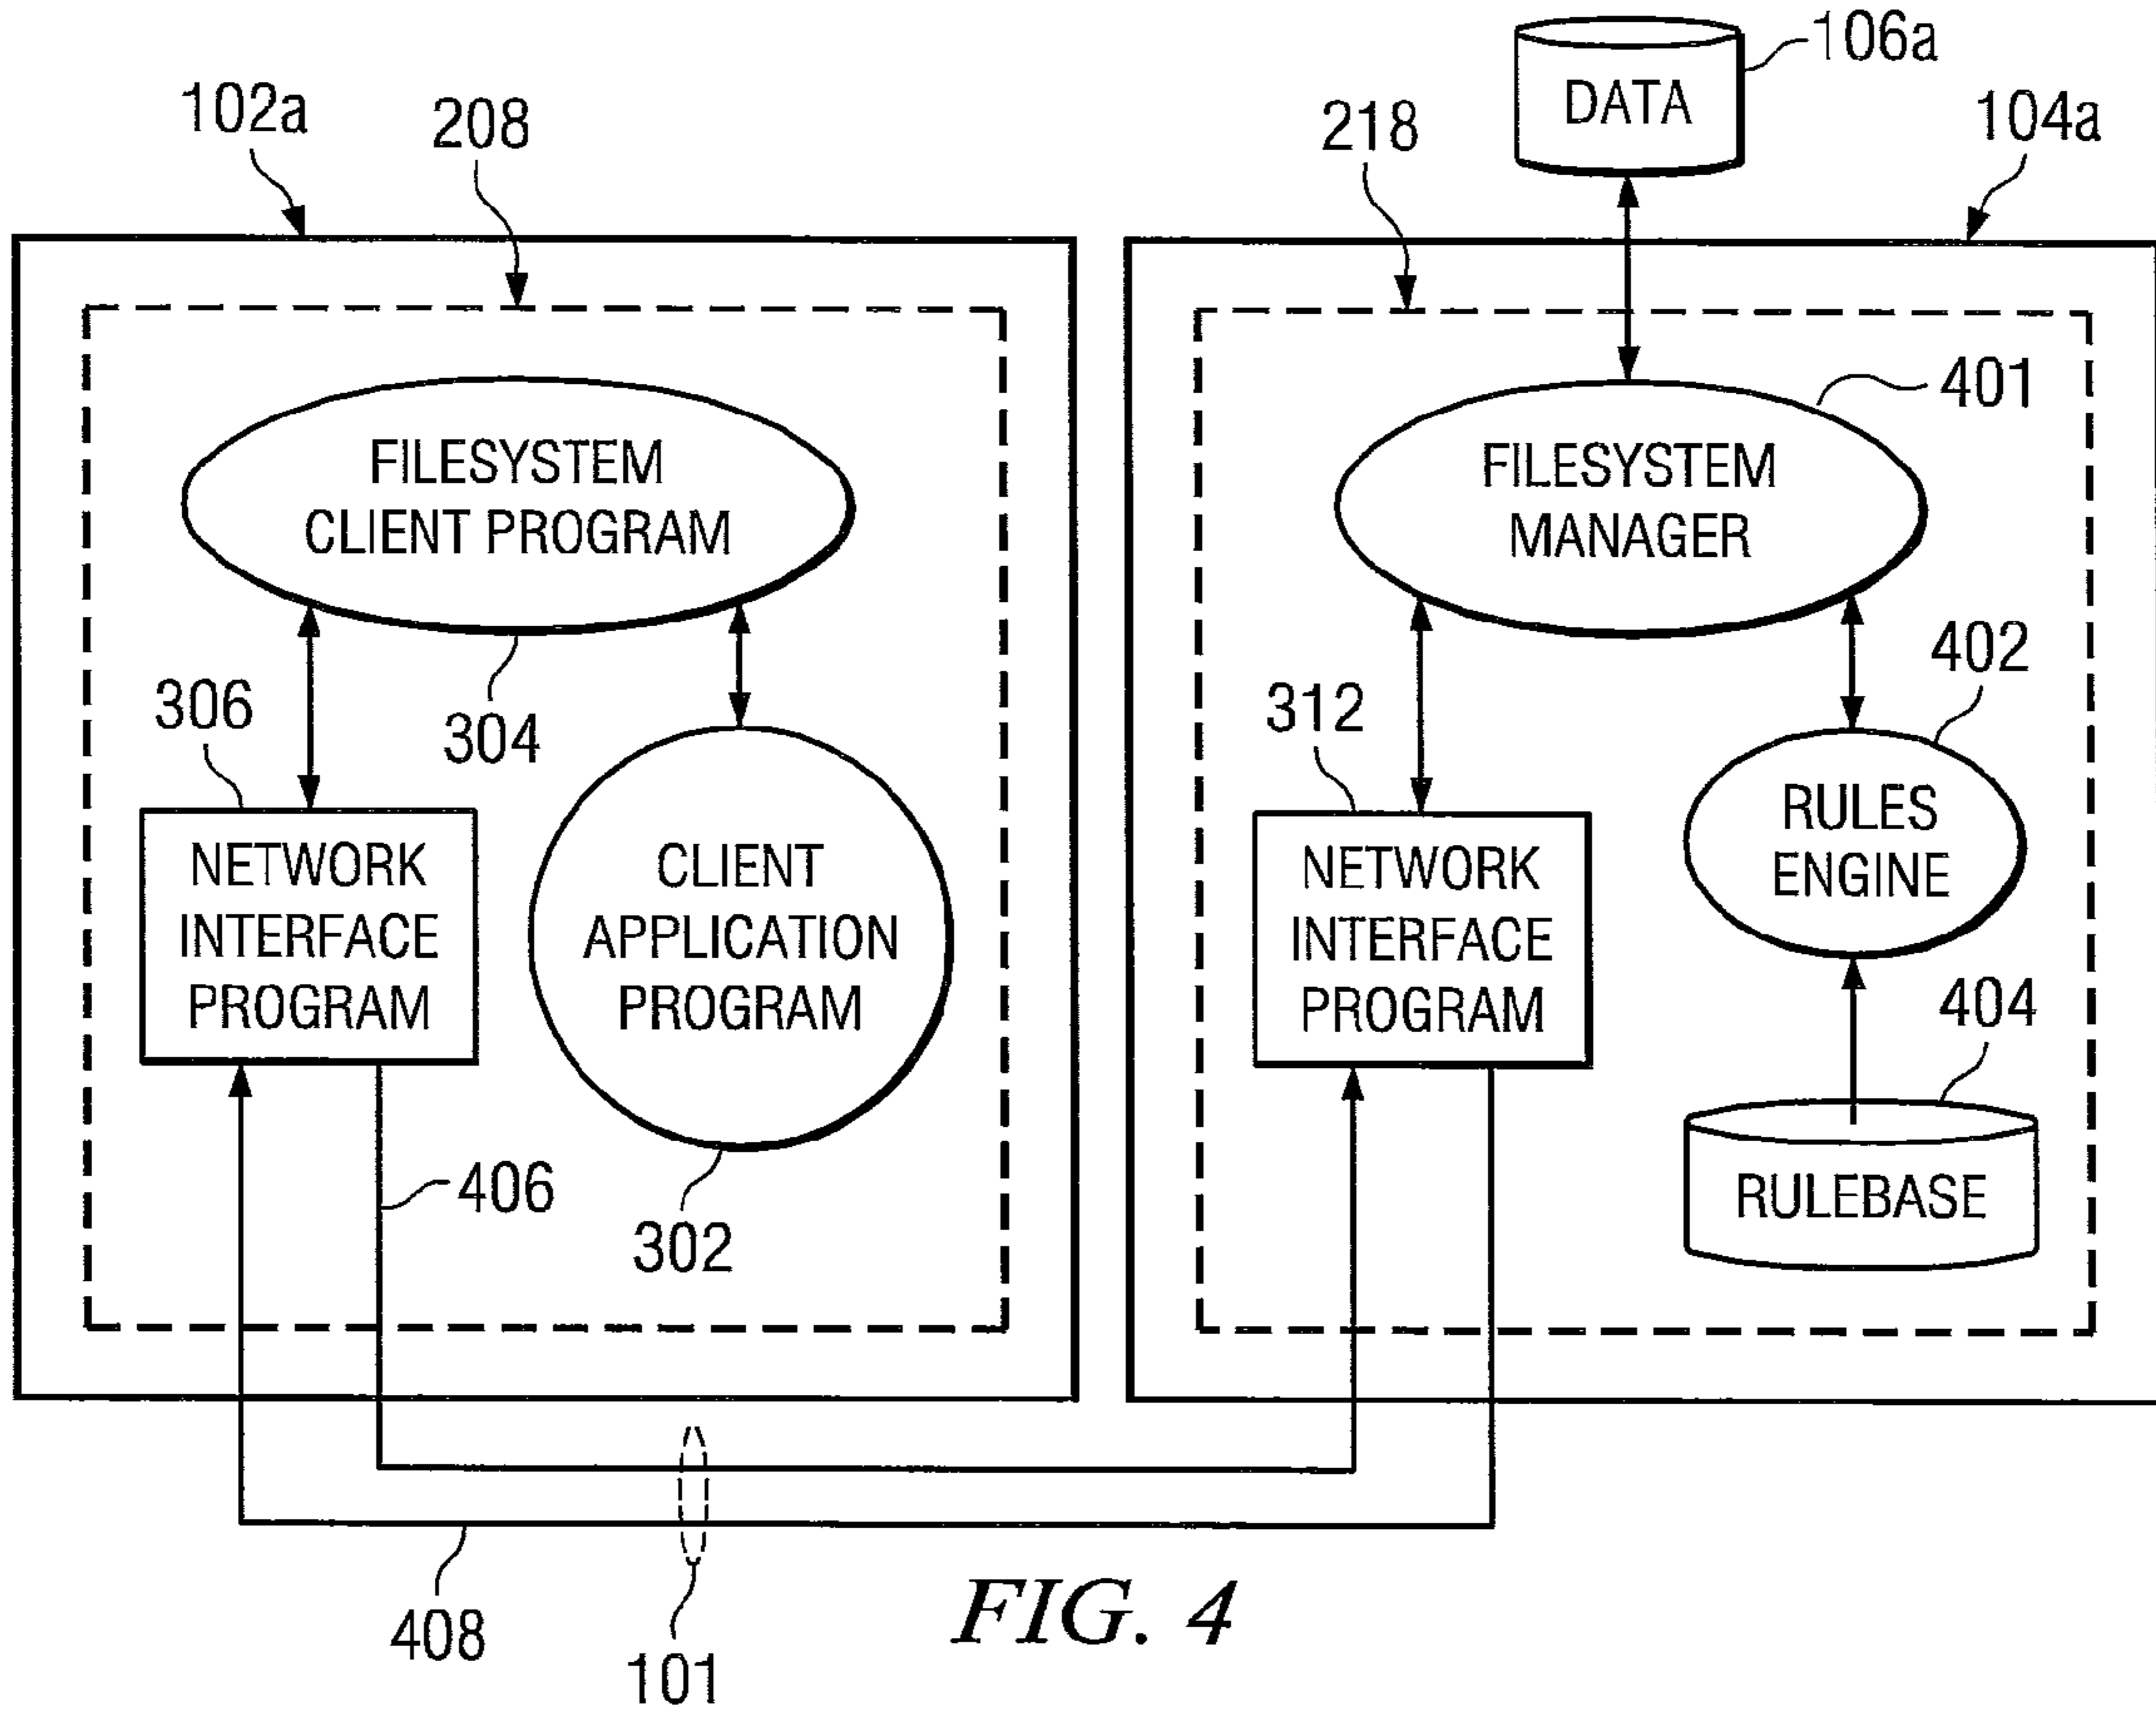 106a
DATA
102a
208
218
104a
FILESYSTEM
CLIENT PROGRAM
401
FILESYSTEM
MANAGER
306
304
312
402
NETWORK
INTERFACE
PROGRAM
CLIENT
APPLICATION
PROGRAM
NETWORK
INTERFACE
PROGRAM
RULES
ENGINE
404
RULEBASE
406
302
408
101
FIG. 4